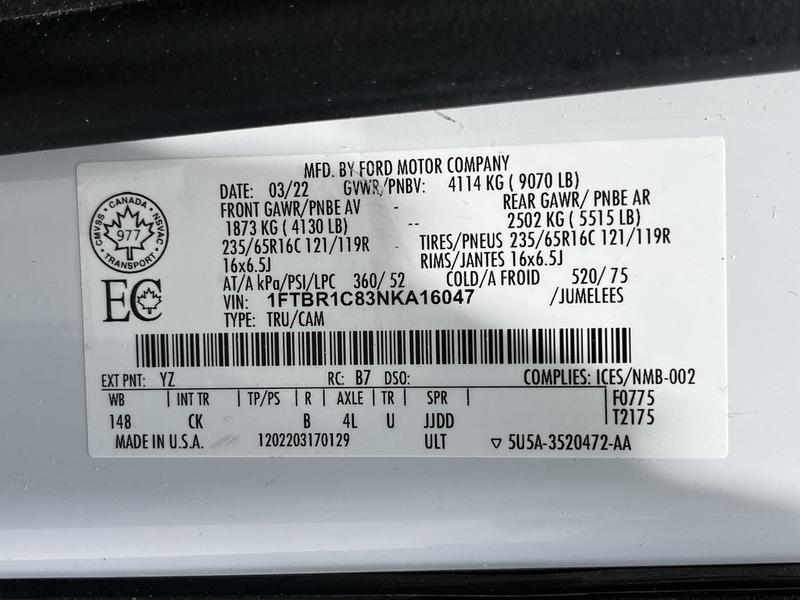 MFD. BY FORD MOTOR COMPANY
DATE: 03/22 GVWR/PNBV: 4114 KG ( 9070 LB)
FRONT GAWR/PNBE AV - REAR GAWR/ PNBE AR
1873 KG ( 4130 LB) -- 2502 KG ( 5515 LB)
235/65R16C 121/119R TIRES/PNEUS 235/65R16C 121/119R
16x6.5J RIMS/JANTES 16x6.5J
AT/A kPa/PSI/LPC 360/ 52 COLD/A FROID 520/ 75
VIN: 1FTBR1C83NKA16047 /JUMELEES
TYPE: TRU/CAM
CMVSS · CANADA · NSVAC
977
TRANSPORT
EC
EXT PNT: YZ RC: B7 DSO: COMPLIES: ICES/NMB-002
WB INT TR TP/PS R AXLE TR SPR F0775
148 CK B 4L U JJDD T2175
MADE IN U.S.A. 1202203170129 ULT ▽ 5U5A-3520472-AA